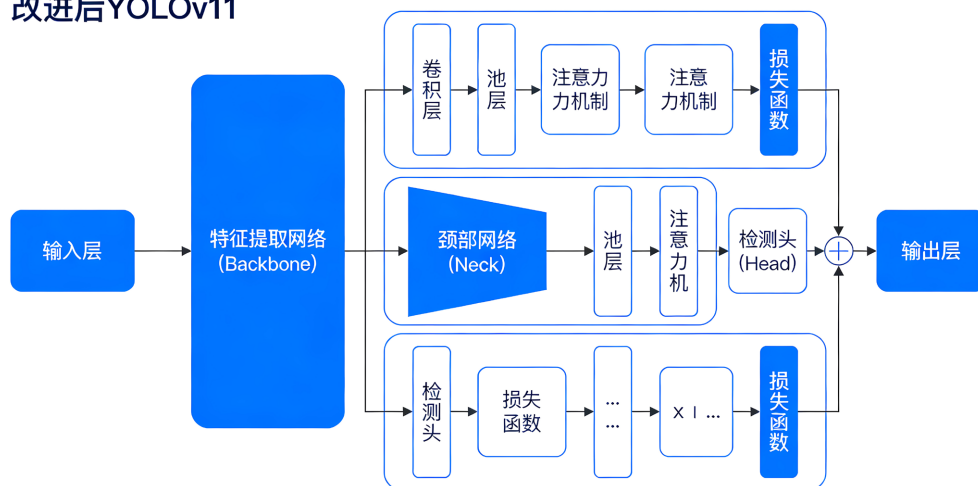 改进后YOLOv11
输入层
特征提取网络
(Backbone)
卷积层
池层
注意力
力机制
注意
力机制
损失函数
颈部网络
(Neck)
池层
注意力机
检测头
(Head)
检测头
损失
函数
...
...
x I ...
损失函数
输出层